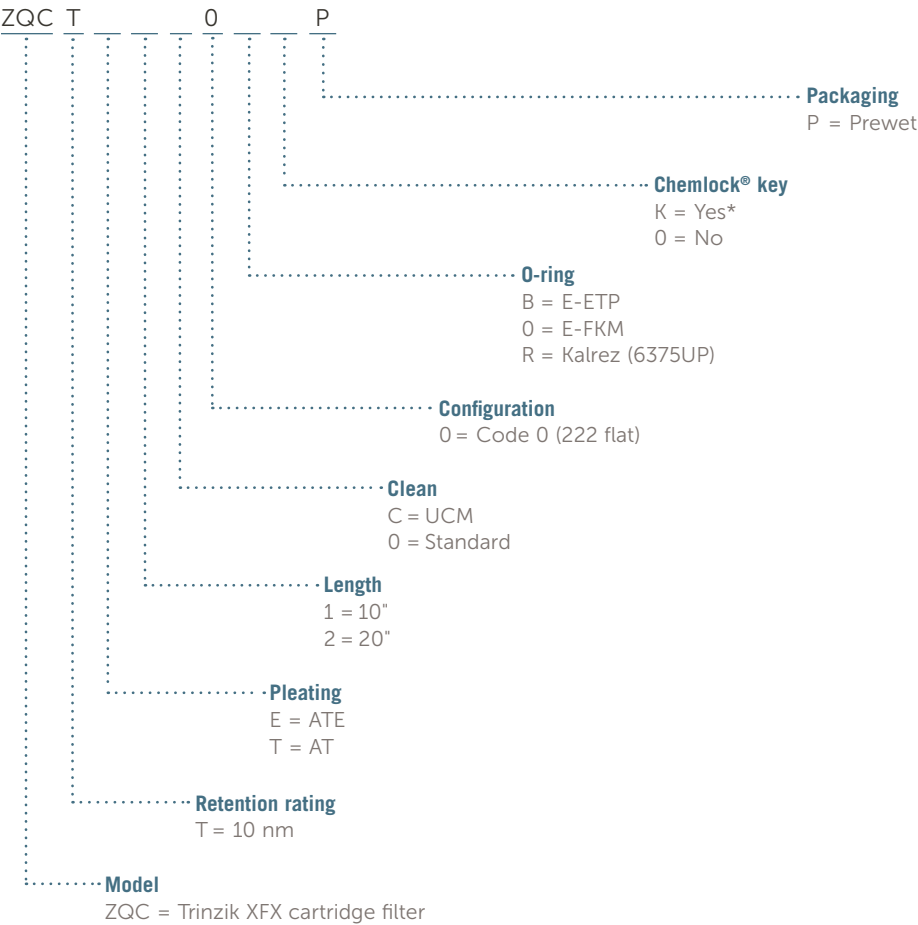 ZQC T 0 P
Packaging
P = Prewet
Chemlock® key
K = Yes*
0 = No
O-ring
B = E-ETP
0 = E-FKM
R = Kalrez (6375UP)
Configuration
0 = Code 0 (222 flat)
Clean
C = UCM
0 = Standard
Length
1 = 10"
2 = 20"
Pleating
E = ATE
T = AT
Retention rating
T = 10 nm
Model
ZQC = Trinzik XFX cartridge filter